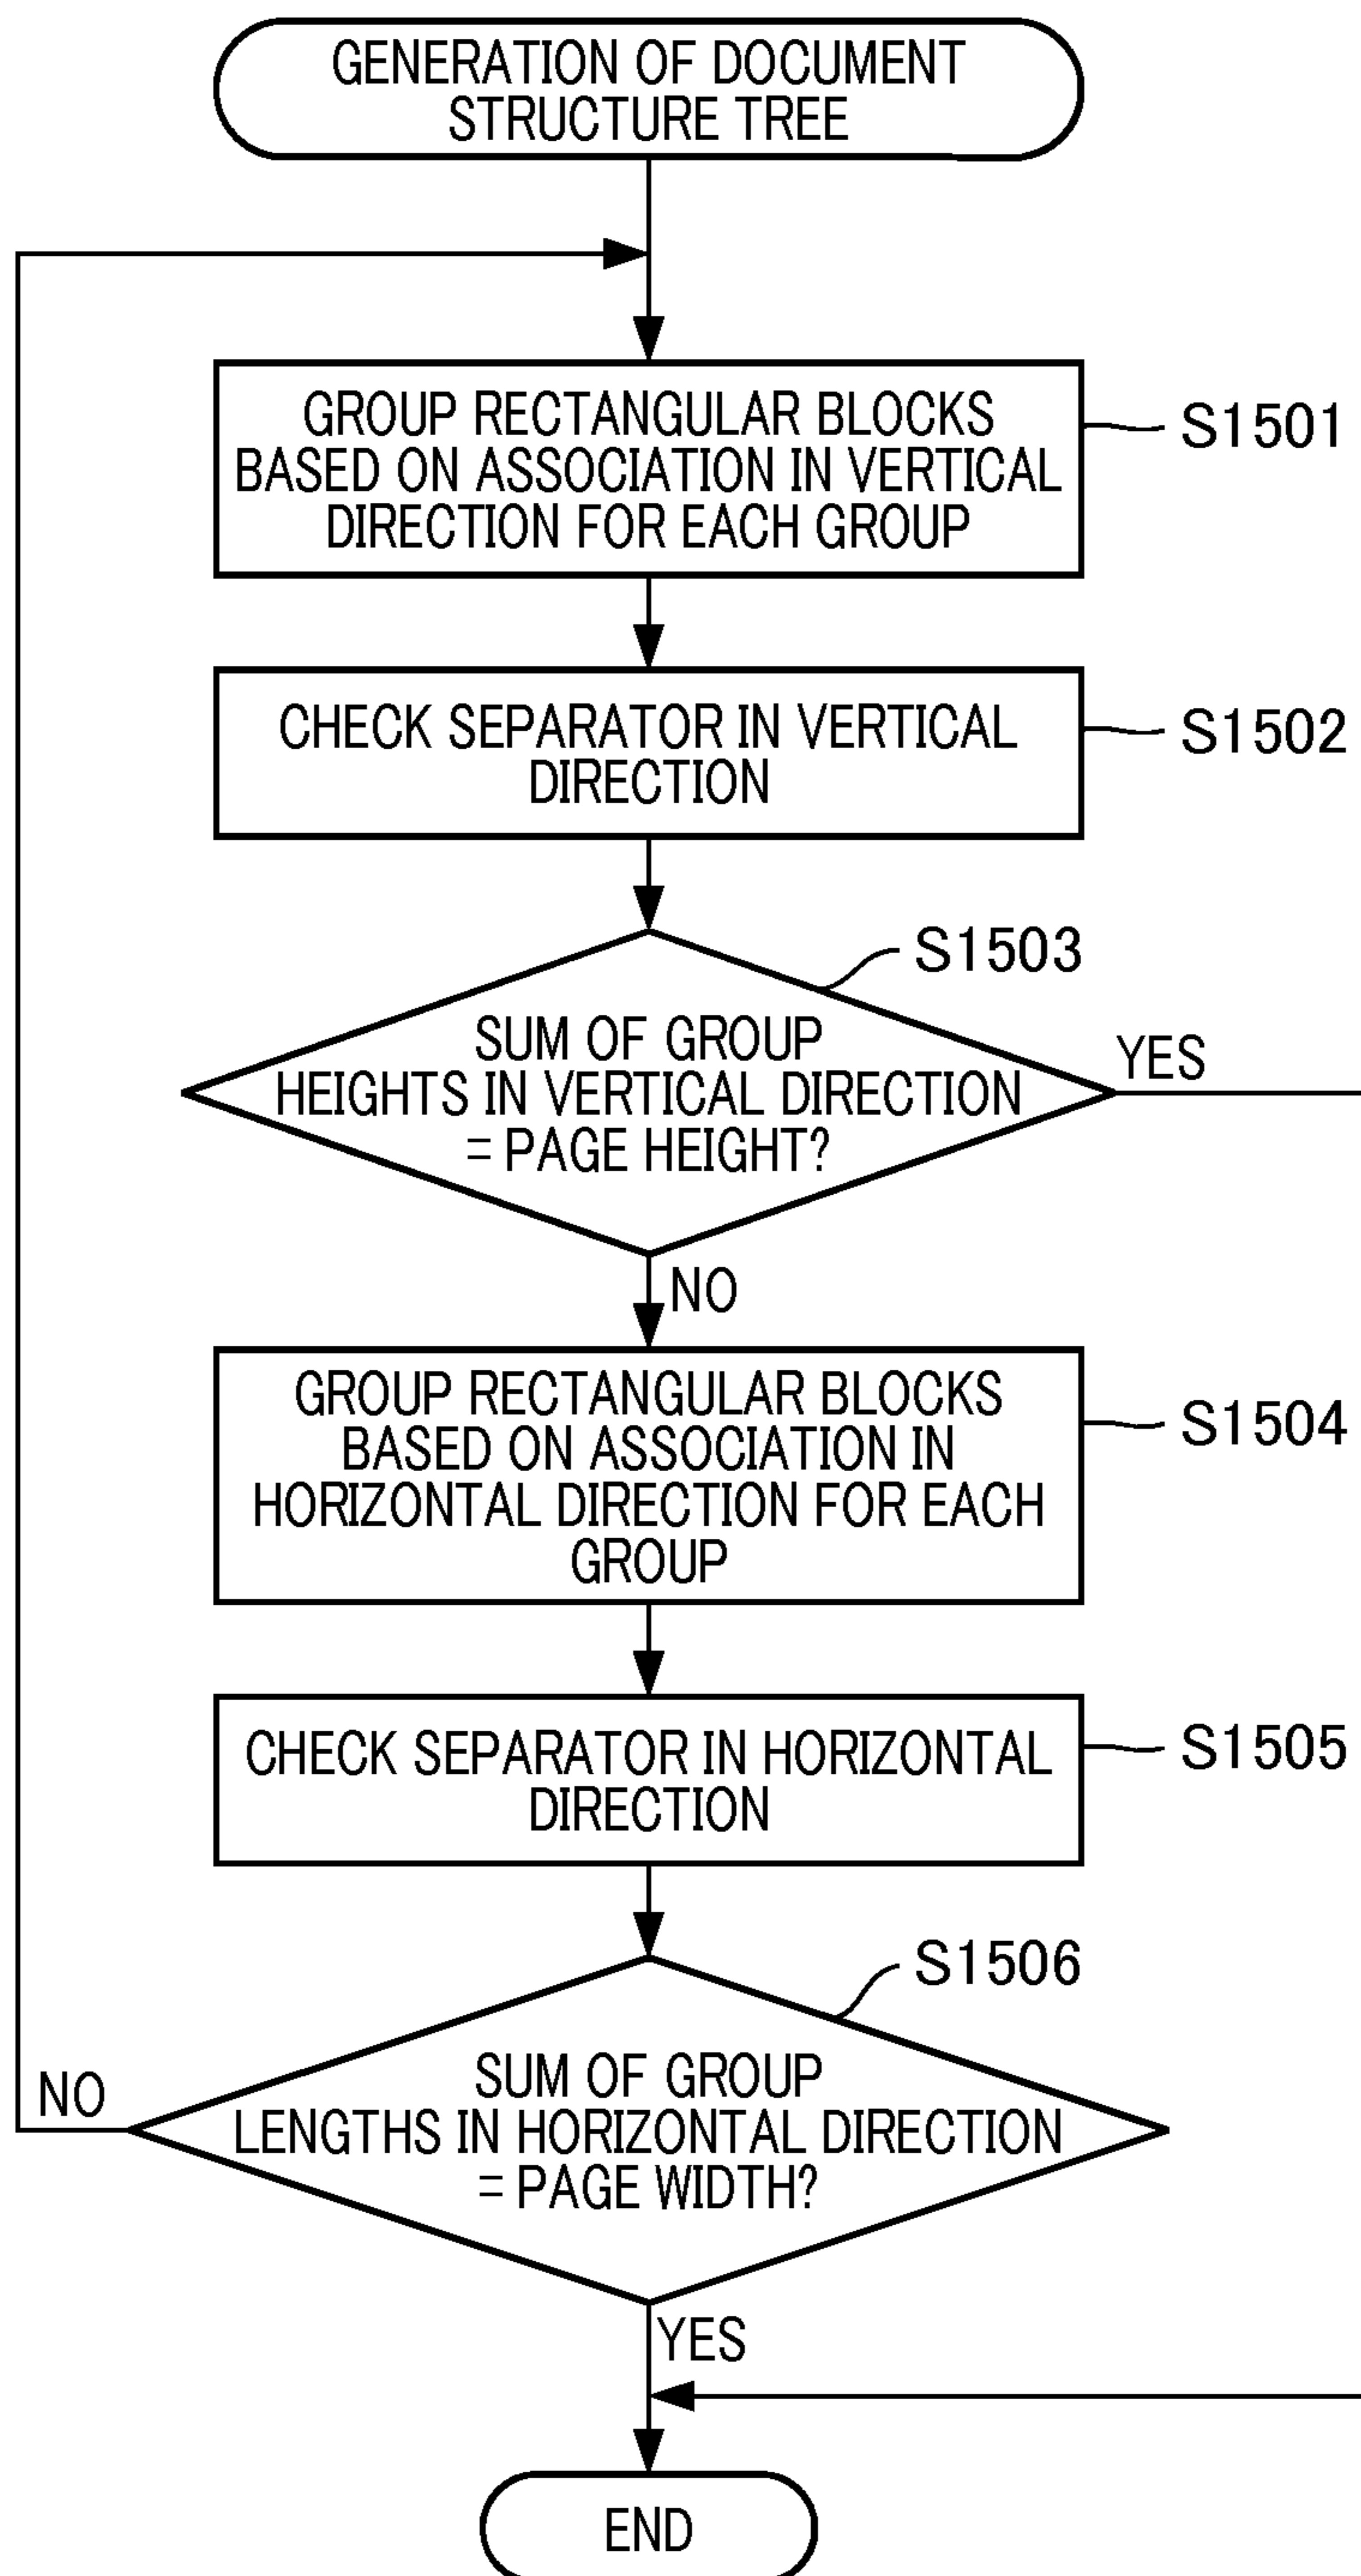 GENERATION OF DOCUMENT
STRUCTURE TREE
GROUP RECTANGULAR BLOCKS
BASED ON ASSOCIATION IN VERTICAL
DIRECTION FOR EACH GROUP
S1501
CHECK SEPARATOR IN VERTICAL
DIRECTION
S1502
S1503
SUM OF GROUP
HEIGHTS IN VERTICAL DIRECTION
= PAGE HEIGHT?
YES
NO
GROUP RECTANGULAR BLOCKS
BASED ON ASSOCIATION IN
HORIZONTAL DIRECTION FOR EACH
GROUP
S1504
CHECK SEPARATOR IN HORIZONTAL
DIRECTION
S1505
S1506
SUM OF GROUP
LENGTHS IN HORIZONTAL DIRECTION
= PAGE WIDTH?
NO
YES
END